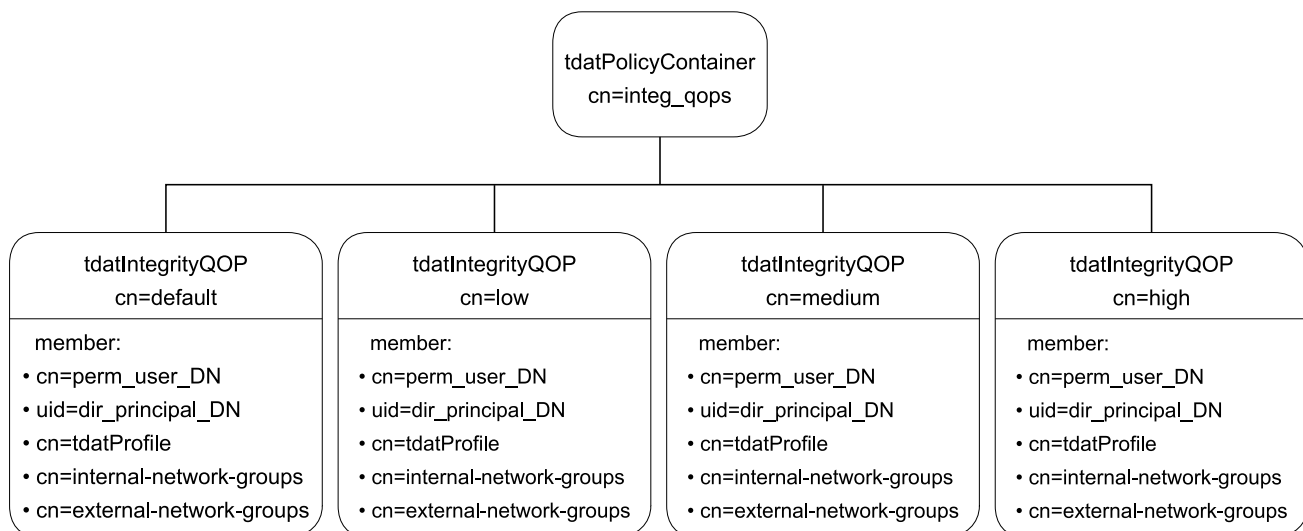 tdatPolicyContainer
cn=integ_qops
tdatIntegrityQOP
cn=default
member:
• cn=perm_user_DN
• uid=dir_principal_DN
• cn=tdatProfile
• cn=internal-network-groups
• cn=external-network-groups
tdatIntegrityQOP
cn=low
member:
• cn=perm_user_DN
• uid=dir_principal_DN
• cn=tdatProfile
• cn=internal-network-groups
• cn=external-network-groups
tdatIntegrityQOP
cn=medium
member:
• cn=perm_user_DN
• uid=dir_principal_DN
• cn=tdatProfile
• cn=internal-network-groups
• cn=external-network-groups
tdatIntegrityQOP
cn=high
member:
• cn=perm_user_DN
• uid=dir_principal_DN
• cn=tdatProfile
• cn=internal-network-groups
• cn=external-network-groups